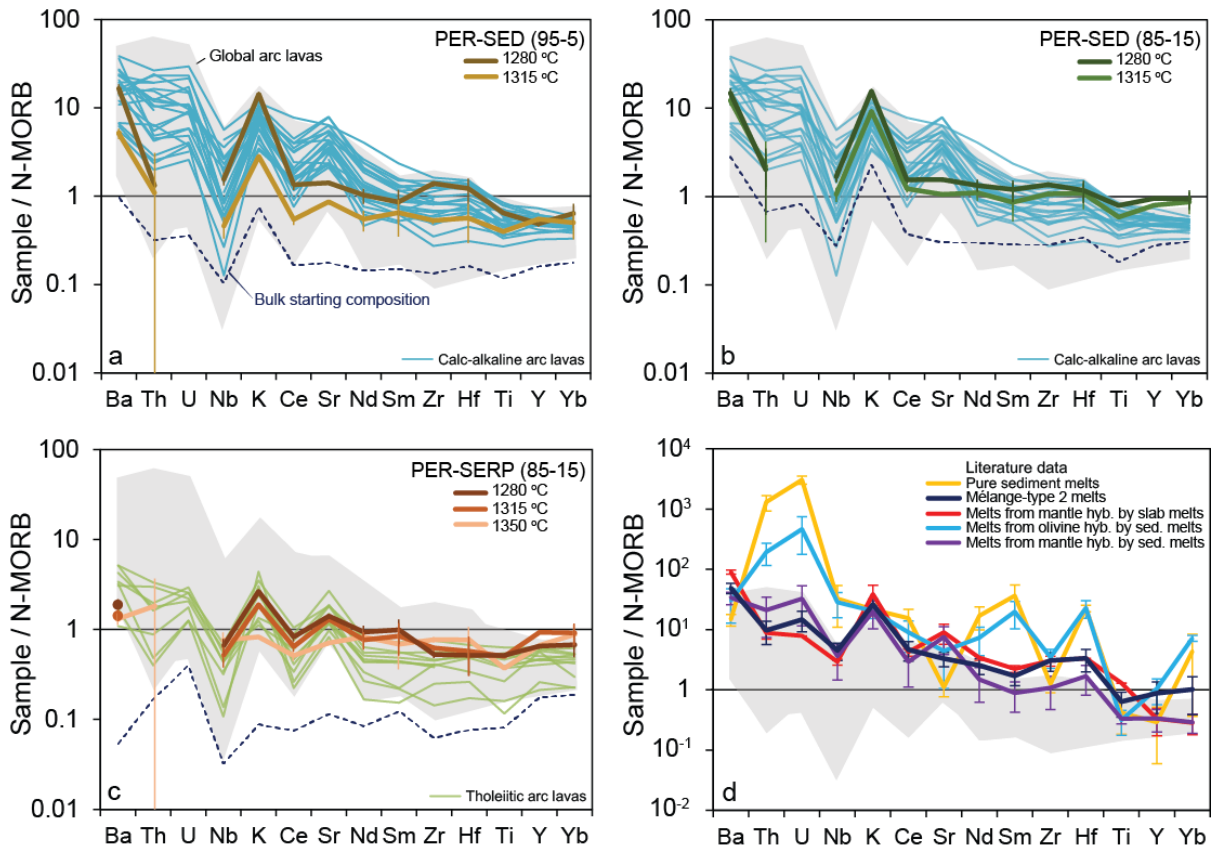 100
10
1
0.1
0.01
Sample / N-MORB
PER-SED (95-5)
1280 ºC
1315 ºC
Global arc lavas
Bulk starting composition
a
Calc-alkaline arc lavas
Ba Th U Nb K Ce Sr Nd Sm Zr Hf Ti Y Yb
100
10
1
0.1
0.01
Sample / N-MORB
PER-SED (85-15)
1280 ºC
1315 ºC
b
Calc-alkaline arc lavas
Ba Th U Nb K Ce Sr Nd Sm Zr Hf Ti Y Yb
100
10
1
0.1
0.01
Sample / N-MORB
PER-SERP (85-15)
1280 ºC
1315 ºC
1350 ºC
c
Tholeiitic arc lavas
Ba Th U Nb K Ce Sr Nd Sm Zr Hf Ti Y Yb
10⁴
10³
10²
10¹
1
10⁻¹
10⁻²
Sample / N-MORB
Literature data
Pure sediment melts
Mélange-type 2 melts
Melts from mantle hyb. by slab melts
Melts from olivine hyb. by sed. melts
Melts from mantle hyb. by sed. melts
d
Ba Th U Nb K Ce Sr Nd Sm Zr Hf Ti Y Yb